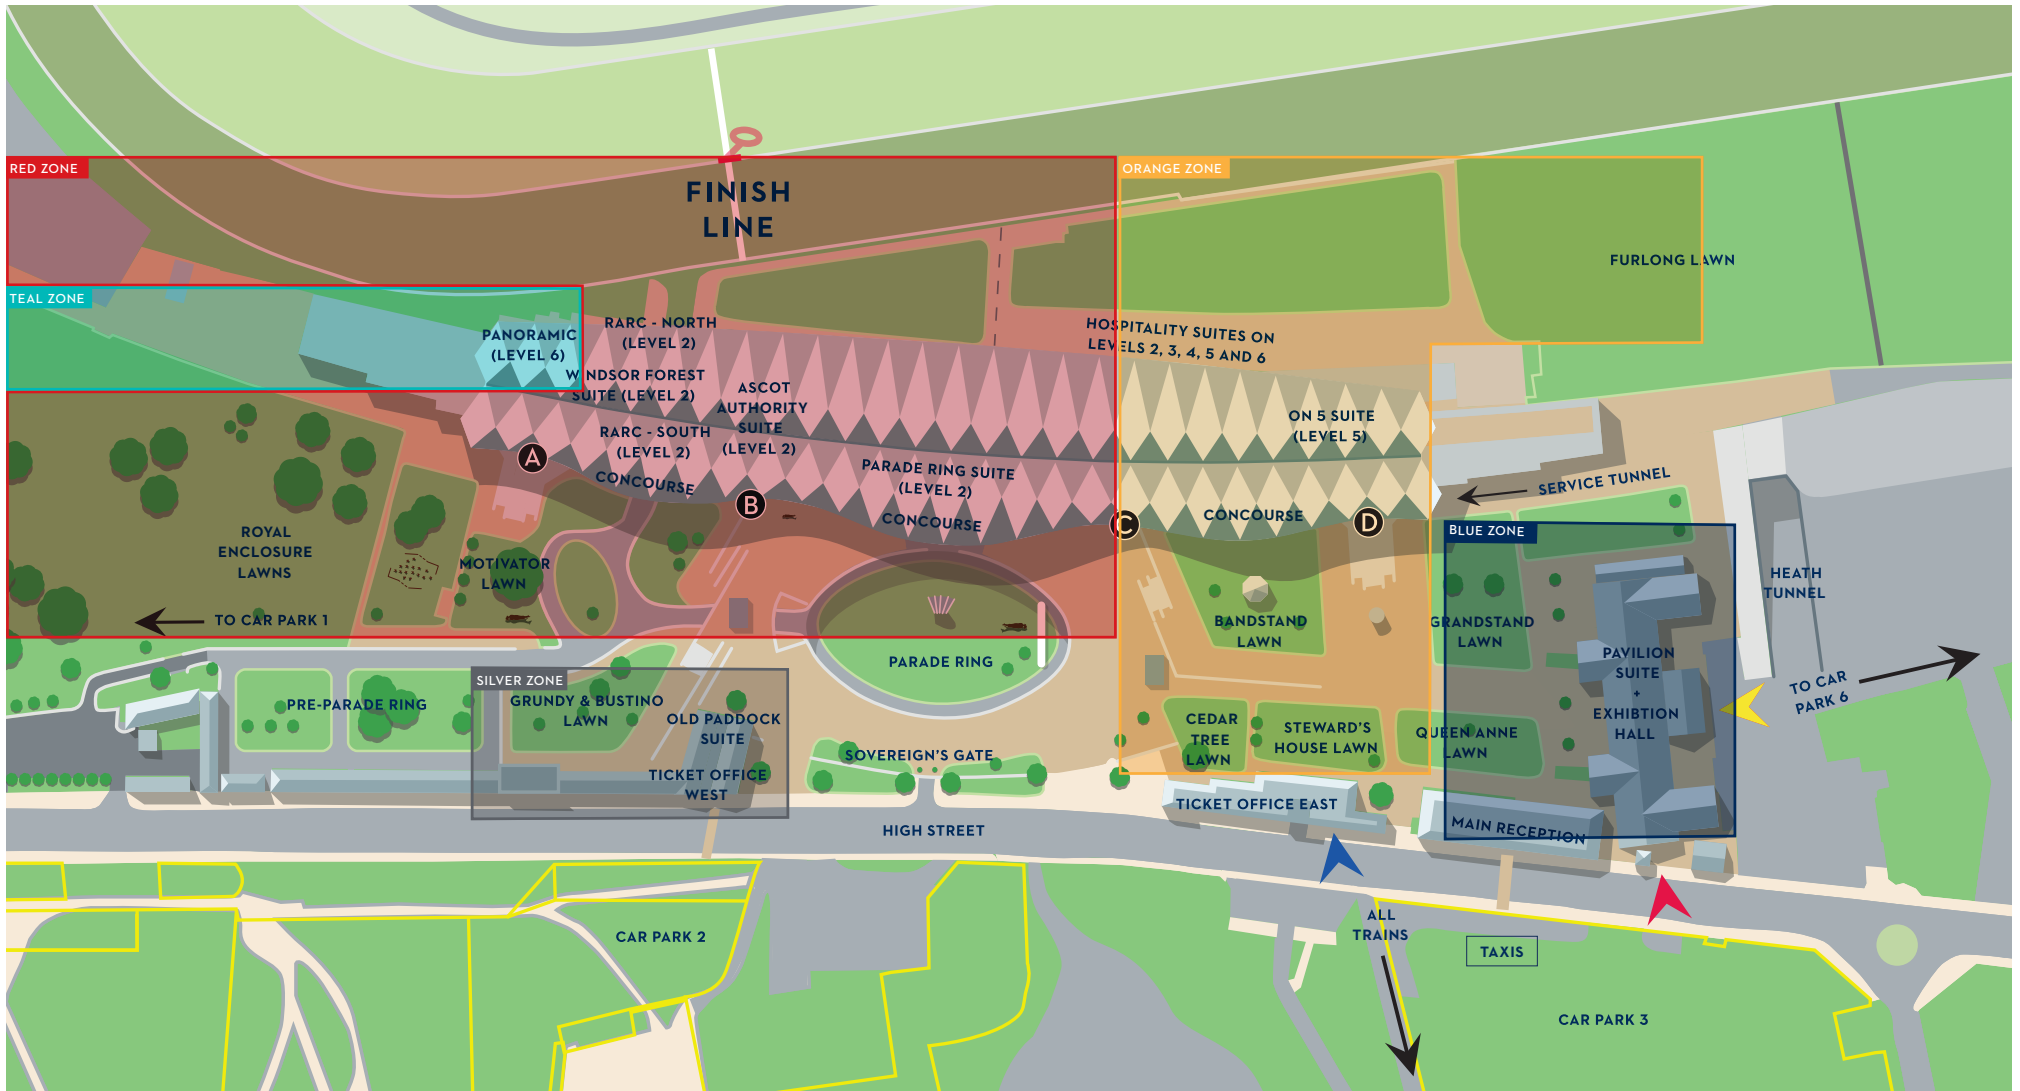 RED ZONE
ORANGE ZONE
FINISH
LINE
FURLONG LAWN
TEAL ZONE
PANORAMIC
(LEVEL 6)
RARC - NORTH
(LEVEL 2)
HOSPITALITY SUITES ON
LEVELS 2, 3, 4, 5 AND 6
WINDSOR FOREST
SUITE (LEVEL 2)
ASCOT
AUTHORITY
SUITE
(LEVEL 2)
ON 5 SUITE
(LEVEL 5)
RARC - SOUTH
(LEVEL 2)
A
CONCOURSE
PARADE RING SUITE
(LEVEL 2)
B
CONCOURSE
C
CONCOURSE
D
SERVICE TUNNEL
BLUE ZONE
ROYAL
ENCLOSURE
LAWNS
MOTIVATOR
LAWN
HEATH
TUNNEL
TO CAR PARK 1
BANDSTAND
LAWN
GRANDSTAND
LAWN
PARADE RING
PAVILION
SUITE
+
EXHIBTION
HALL
TO CAR
PARK 6
SILVER ZONE
PRE-PARADE RING
GRUNDY & BUSTINO
LAWN
OLD PADDOCK
SUITE
CEDAR
TREE
LAWN
STEWARD'S
HOUSE LAWN
QUEEN ANNE
LAWN
SOVEREIGN'S GATE
TICKET OFFICE
WEST
TICKET OFFICE EAST
MAIN RECEPTION
HIGH STREET
CAR PARK 2
ALL
TRAINS
TAXIS
CAR PARK 3